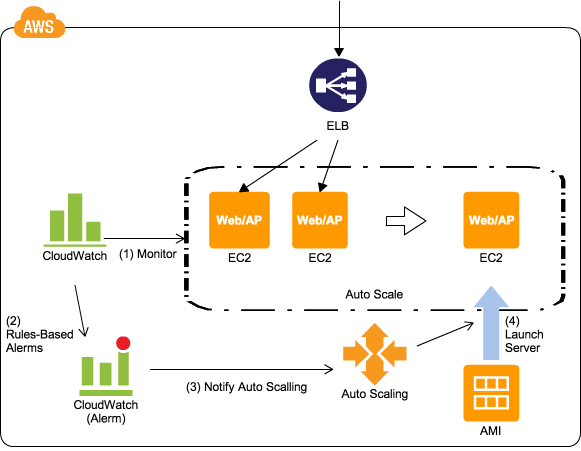 AWS
ELB
Web/AP
Web/AP
Web/AP
EC2
EC2
EC2
CloudWatch
(1) Monitor
Auto Scale
(2)
Rules-Based
Alerms
(4)
Launch
Server
CloudWatch
(Alerm)
(3) Notify Auto Scalling
Auto Scaling
AMI